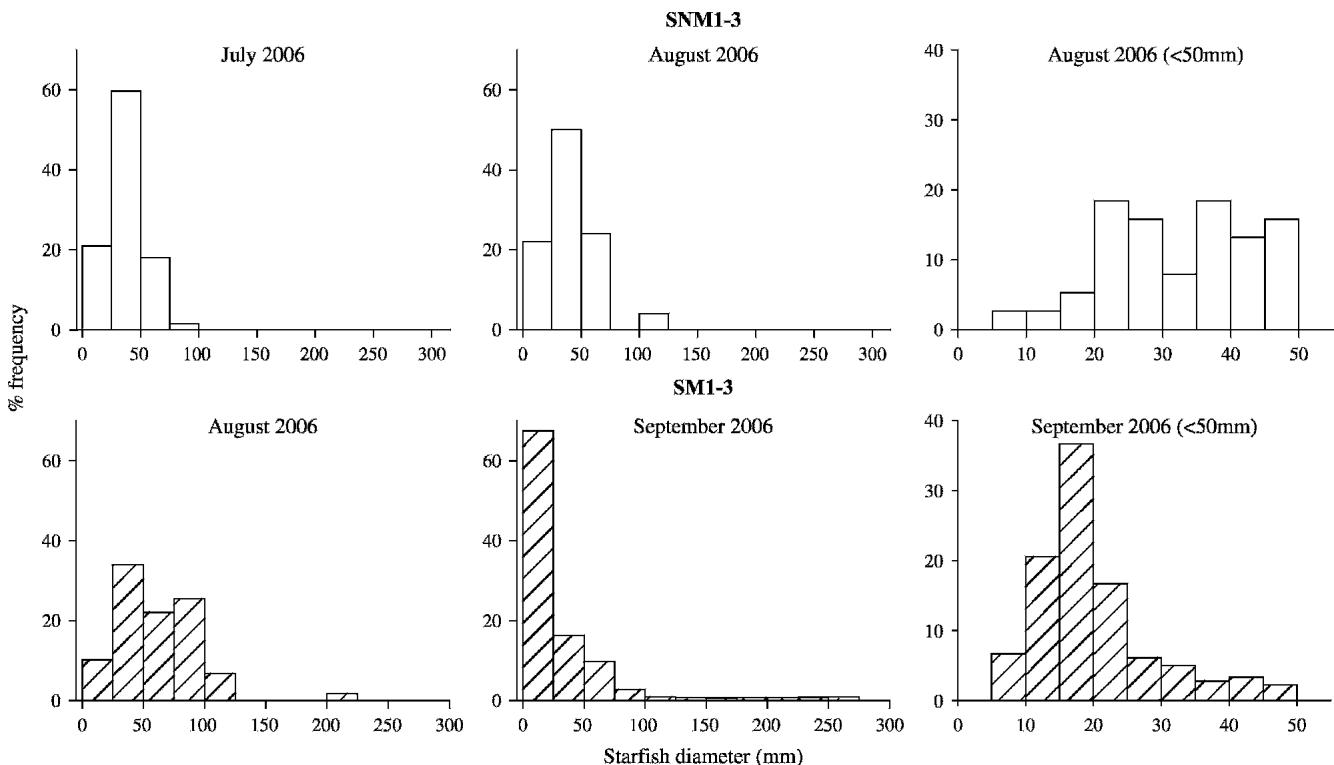 SNM1-3
July 2006
August 2006
August 2006 (<50mm)
60
40
20
0
0 50 100 150 200 250 300
60
40
20
0
0 50 100 150 200 250 300
40
30
20
10
0
0 10 20 30 40 50
% frequency
SM1-3
August 2006
September 2006
September 2006 (<50mm)
60
40
20
0
0 50 100 150 200 250 300
60
40
20
0
0 50 100 150 200 250 300
40
30
20
10
0
0 10 20 30 40 50
Starfish diameter (mm)